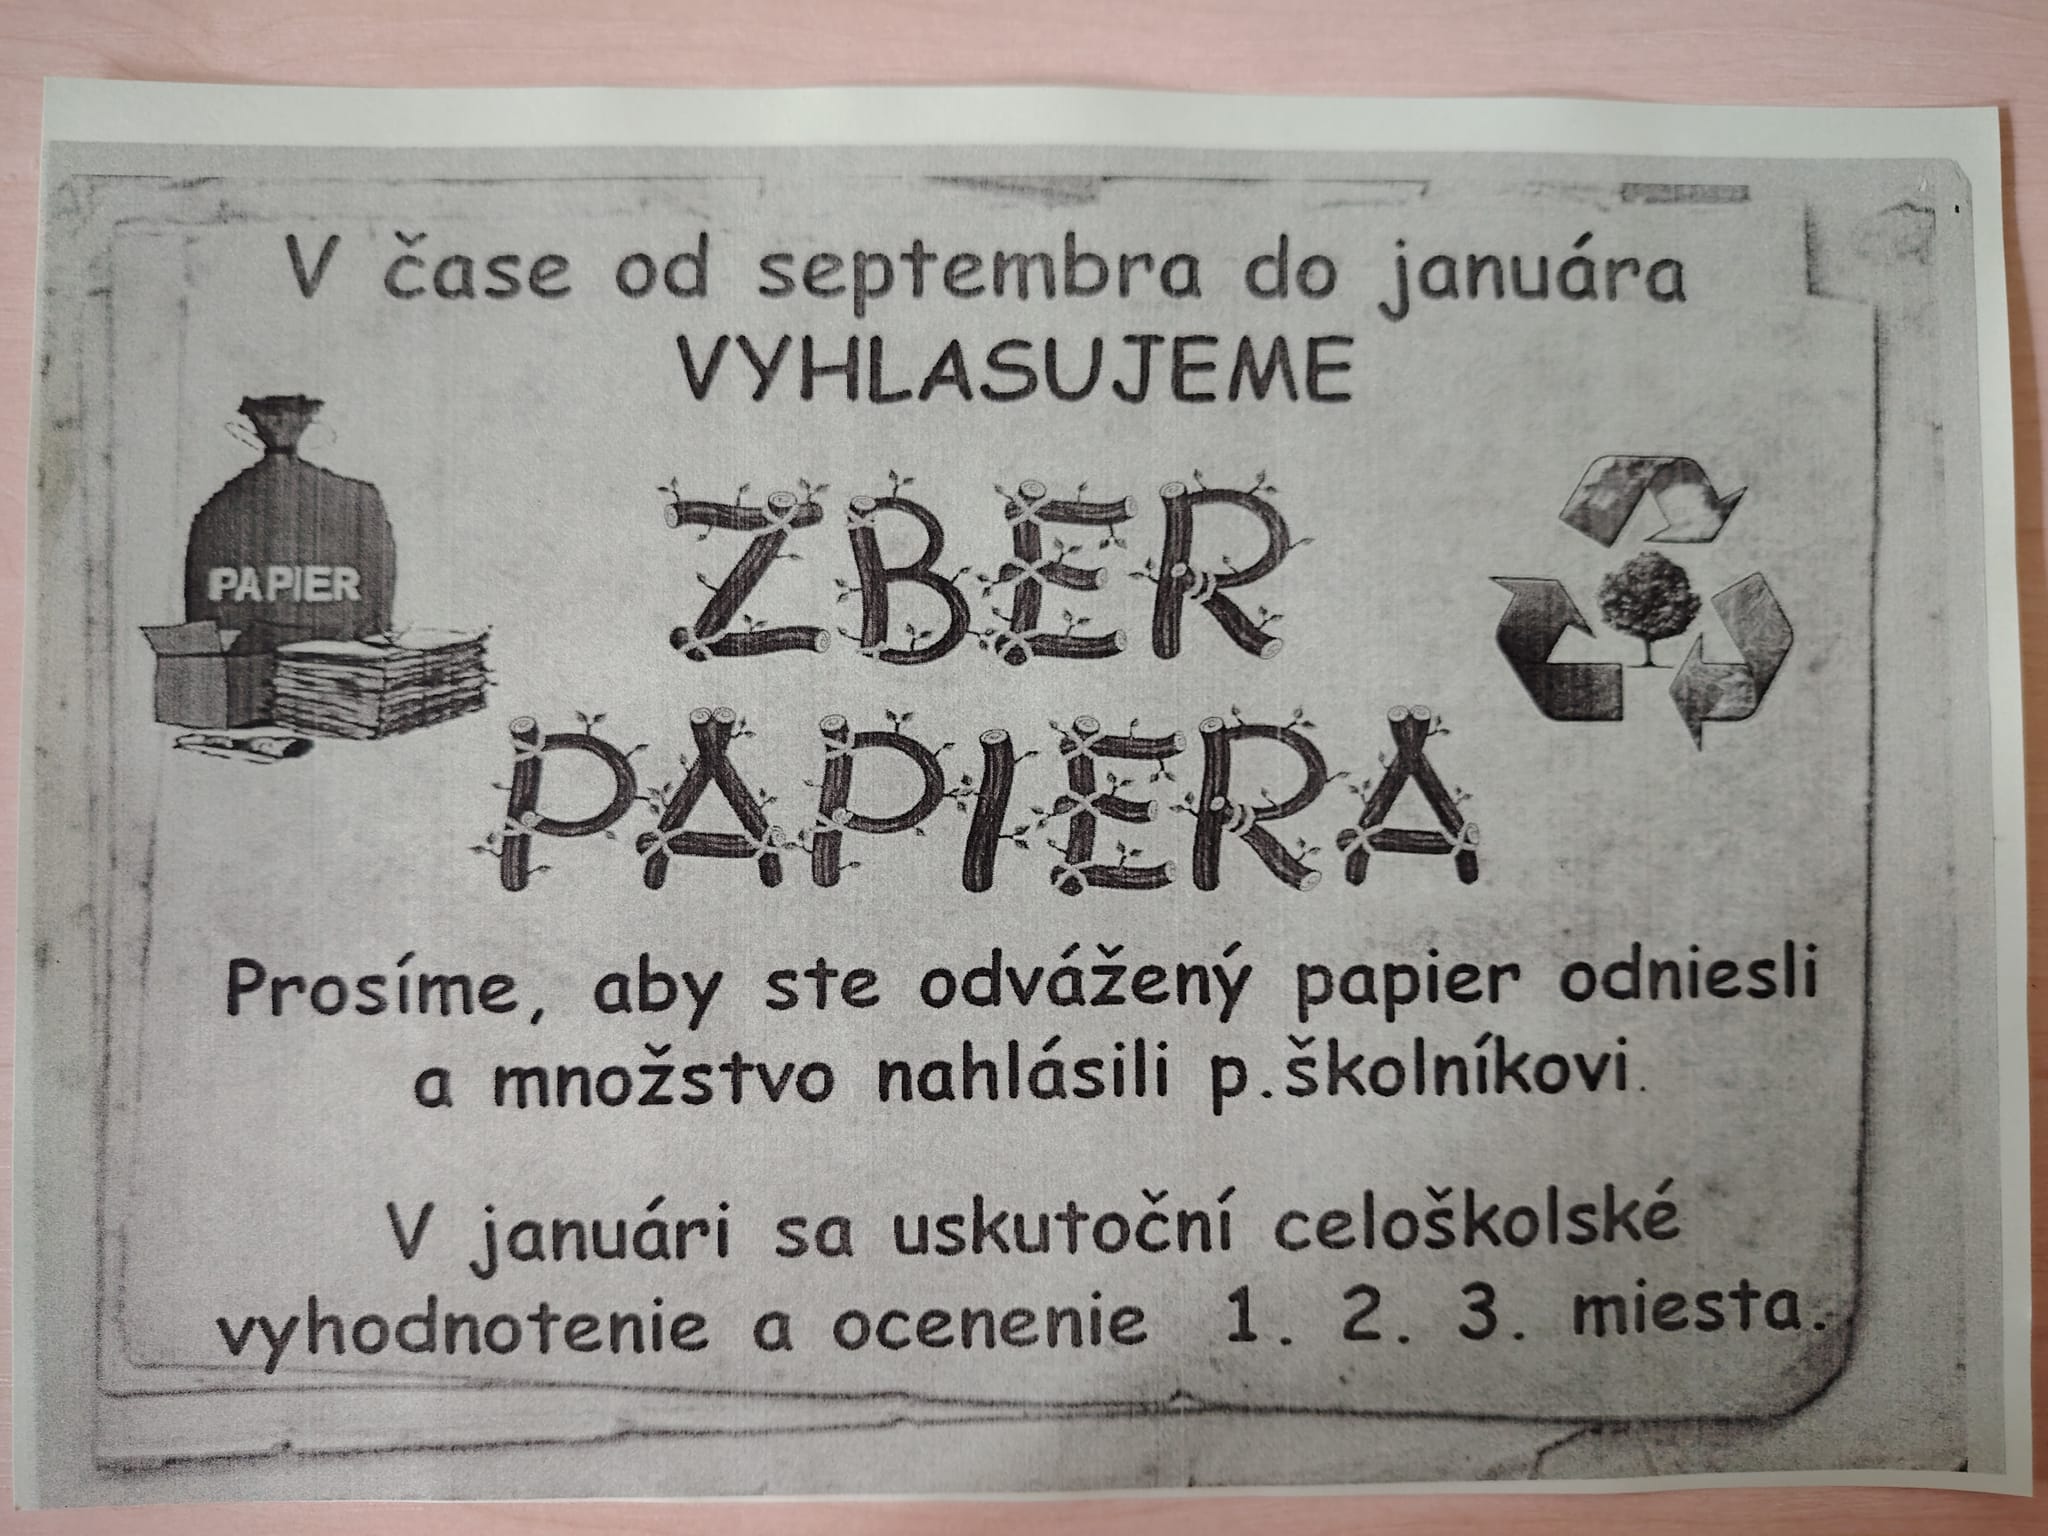 V čase od septembra do januára
VYHLASUJEME
ZBER
PAPIER
PAPIERA
Prosíme, aby ste odvážený papier odniesli
a množstvo nahlásili p.školníkovi.
V januári sa uskutoční celoškolské
vyhodnotenie a ocenenie 1. 2. 3. miesta.